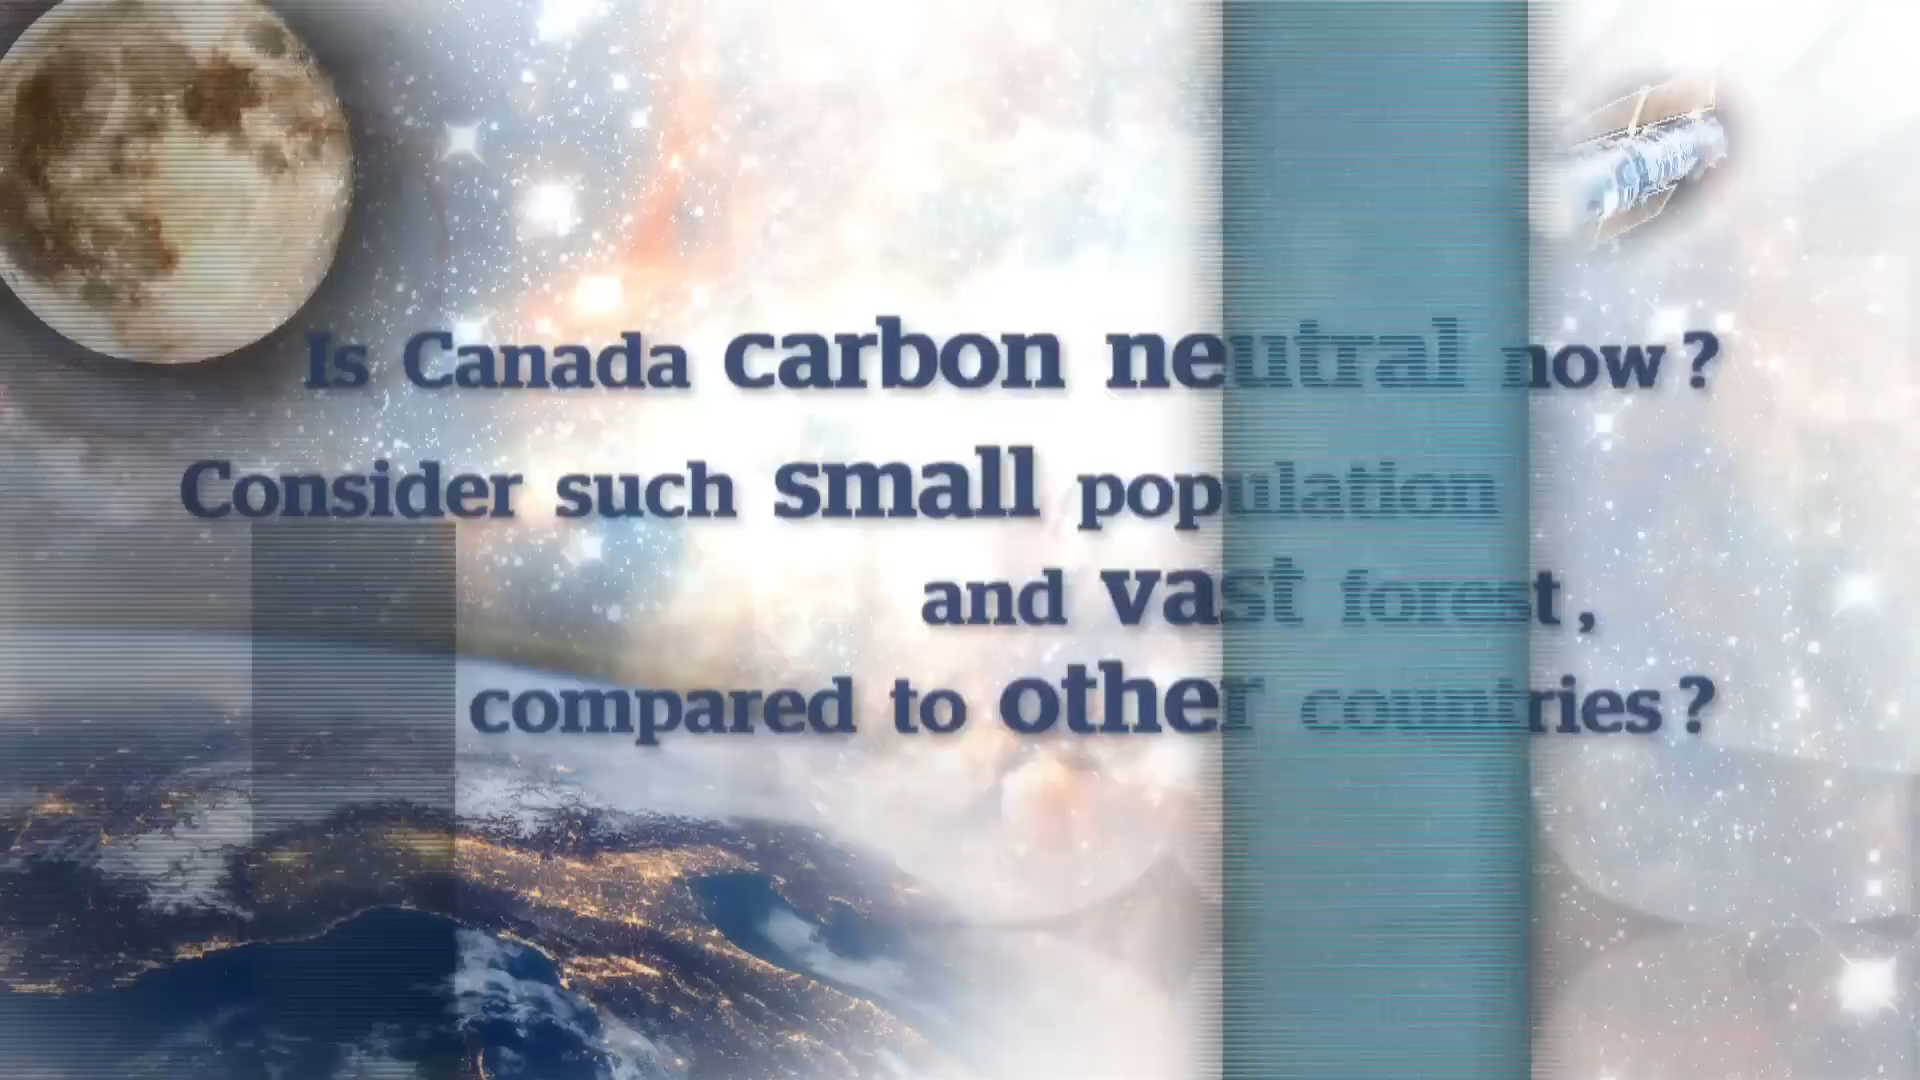 Is Canada carbon neutral now?
Consider such small population
and vast forest,
compared to other countries?